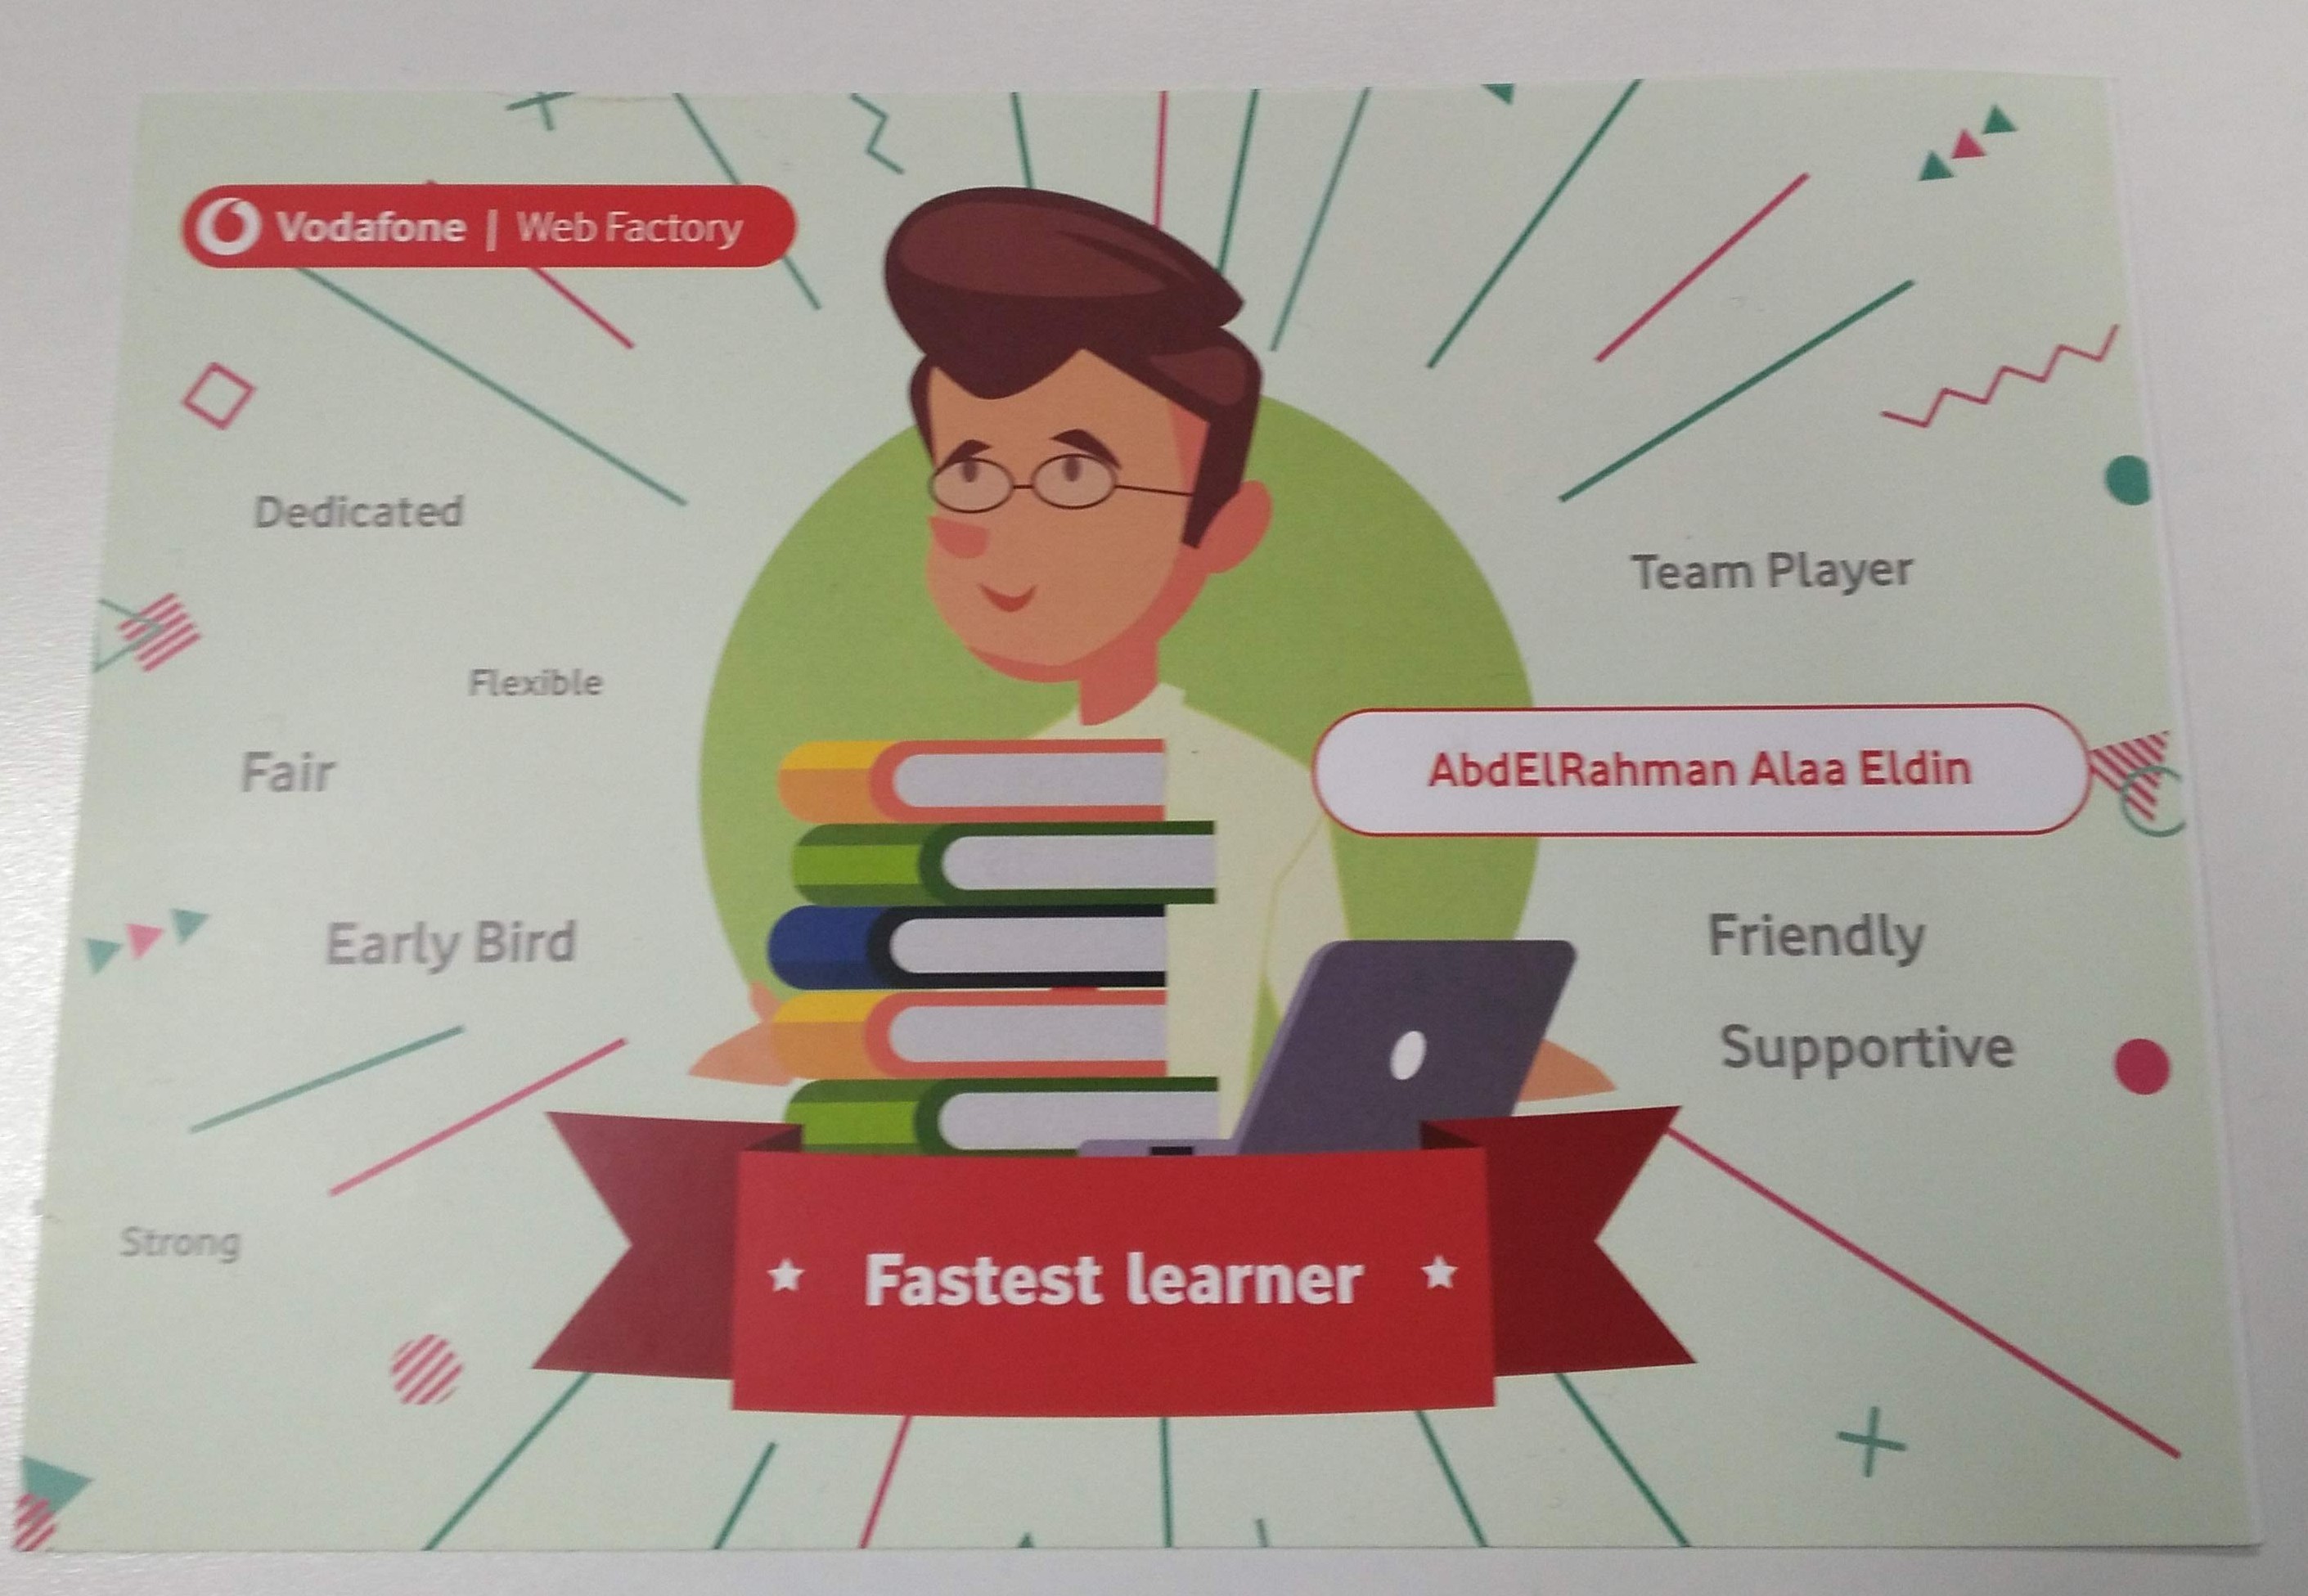 Vodafone | Web Factory
Dedicated
Team Player
Flexible
Fair
AbdElRahman Alaa Eldin
Early Bird
Friendly
Supportive
Strong
Fastest learner